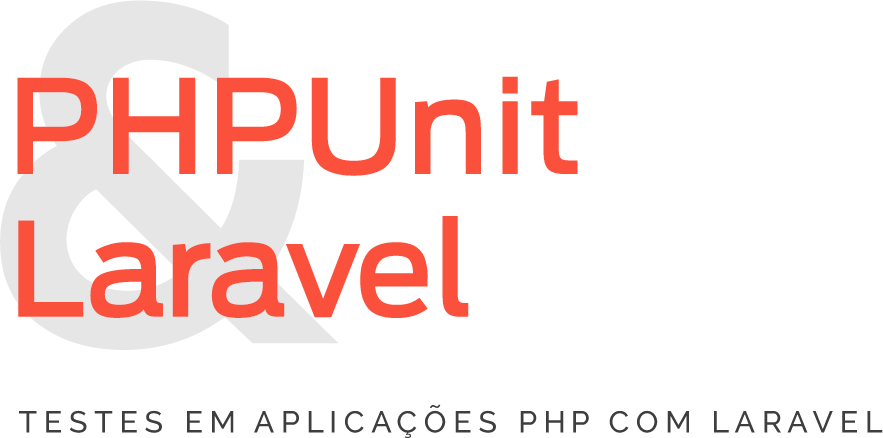 PHPUnit
&
Laravel
TESTES EM APLICAÇÕES PHP COM LARAVEL